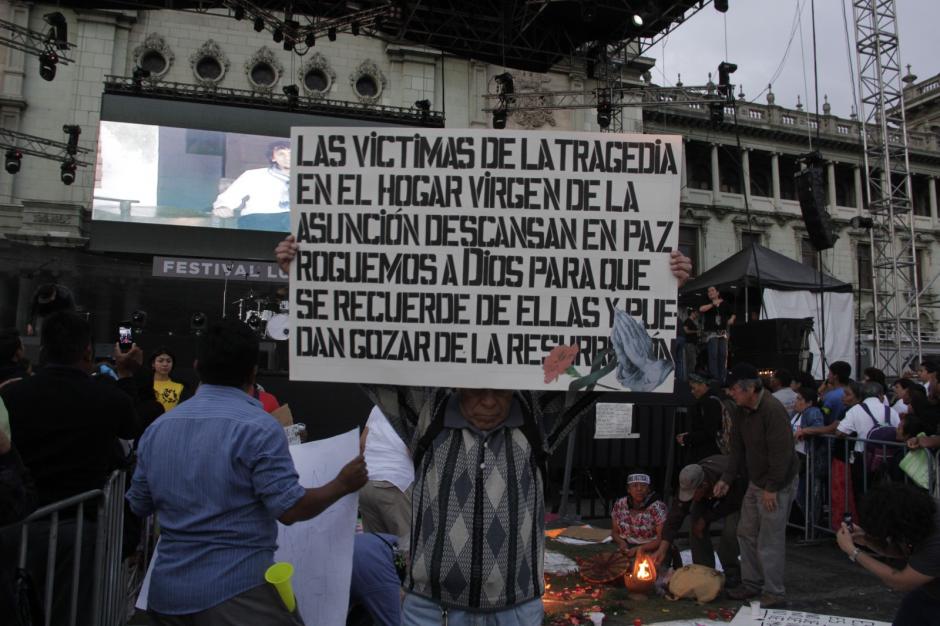 LAS VICTIMAS DE LA TRAGEDIA
EN EL HOGAR VIRGEN DE LA
ASUNCIÓN DESCANSAN EN PAZ
ROGUEMOS A DIOS PARA QUE
SE RECUERDE DE ELLAS Y PUE-
DAN GOZAR DE LA RESURRECCIÓN
FESTIVAL